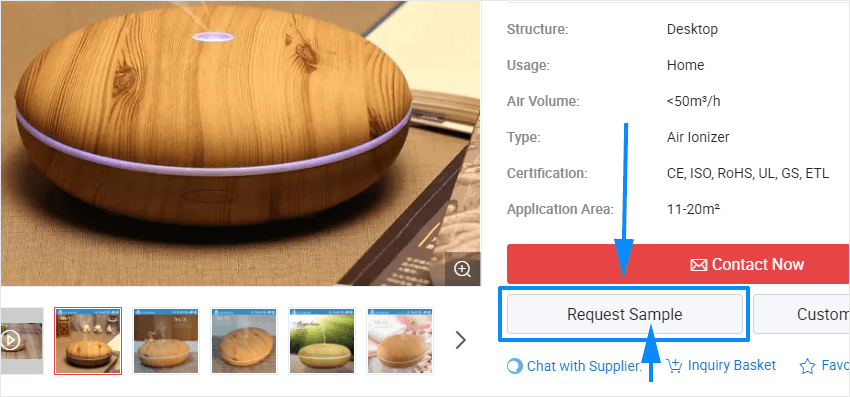 Structure: Desktop
Usage: Home
Air Volume: <50m³/h
Type: Air Ionizer
Certification: CE, ISO, RoHS, UL, GS, ETL
Application Area: 11-20m²
Contact Now
Request Sample
Custom
Chat with Supplier.
Inquiry Basket
Favo